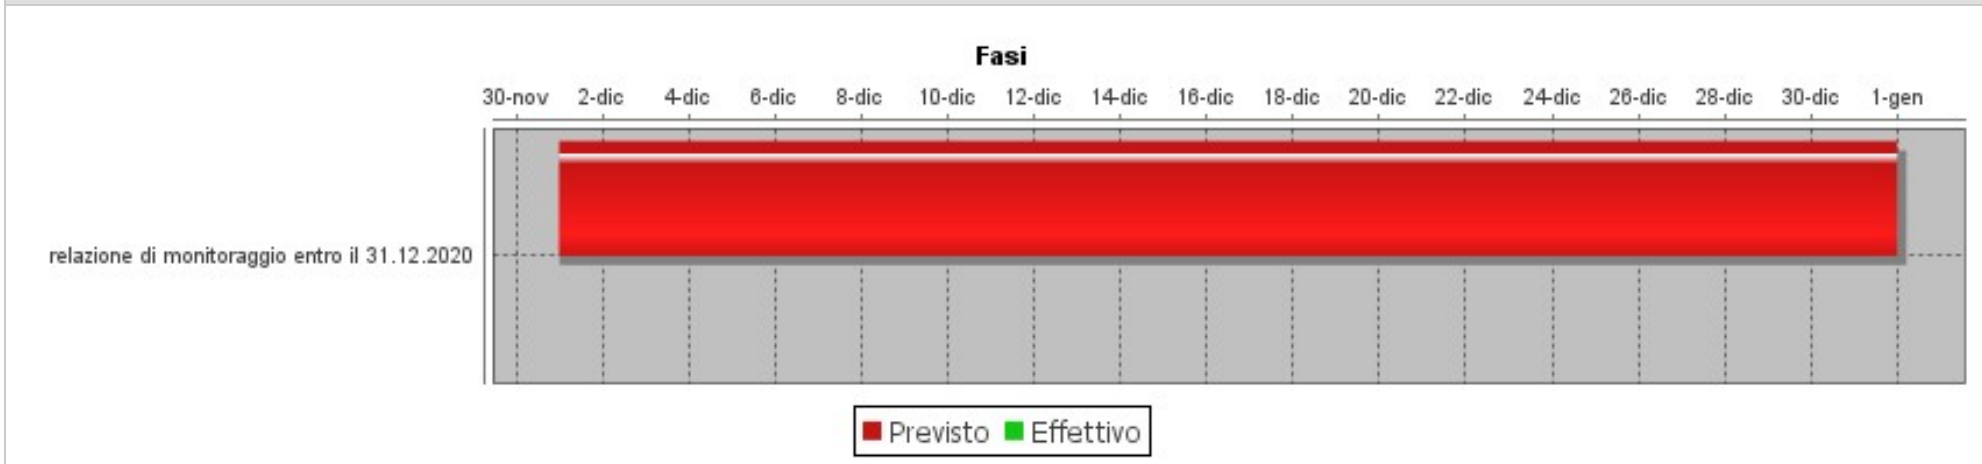 Fasi
30-nov 2-dic 4-dic 6-dic 8-dic 10-dic 12-dic 14-dic 16-dic 18-dic 20-dic 22-dic 24-dic 26-dic 28-dic 30-dic 1-gen
relazione di monitoraggio entro il 31.12.2020
Previsto Effettivo